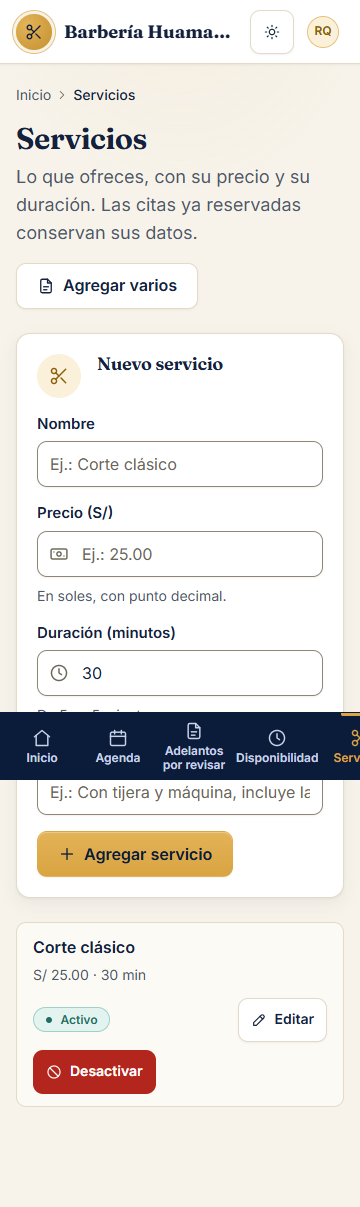 Barbería Huama...
RQ
Inicio > Servicios
Servicios
Lo que ofreces, con su precio y su
duración. Las citas ya reservadas
conservan sus datos.
Agregar varios
Nuevo servicio
Nombre
Ej.: Corte clásico
Precio (S/)
Ej.: 25.00
En soles, con punto decimal.
Duración (minutos)
30
Inicio
Agenda
Adelantos
por revisar
Disponibilidad
Serv
Ej.: Con tijera y máquina, incluye la
Agregar servicio
Corte clásico
S/ 25.00 · 30 min
Activo
Editar
Desactivar